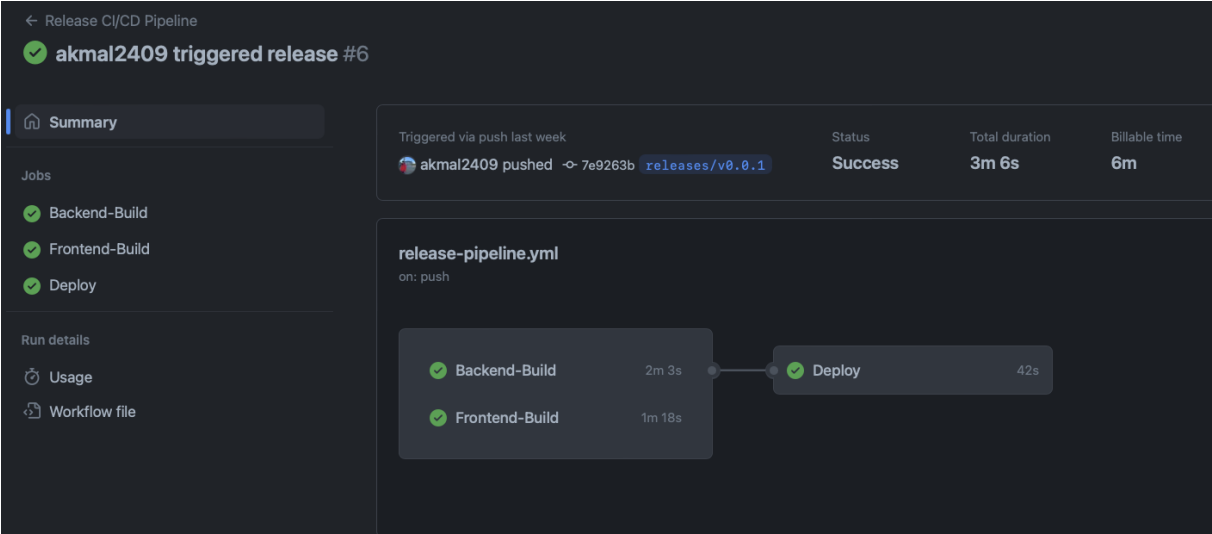 ← Release CI/CD Pipeline
akmal2409 triggered release #6
Summary
Jobs
Backend-Build
Frontend-Build
Deploy
Run details
Usage
Workflow file
Triggered via push last week
akmal2409 pushed 7e9263b releases/v0.0.1
Status
Success
Total duration
3m 6s
Billable time
6m
release-pipeline.yml
on: push
Backend-Build 2m 3s
Frontend-Build 1m 18s
Deploy 42s